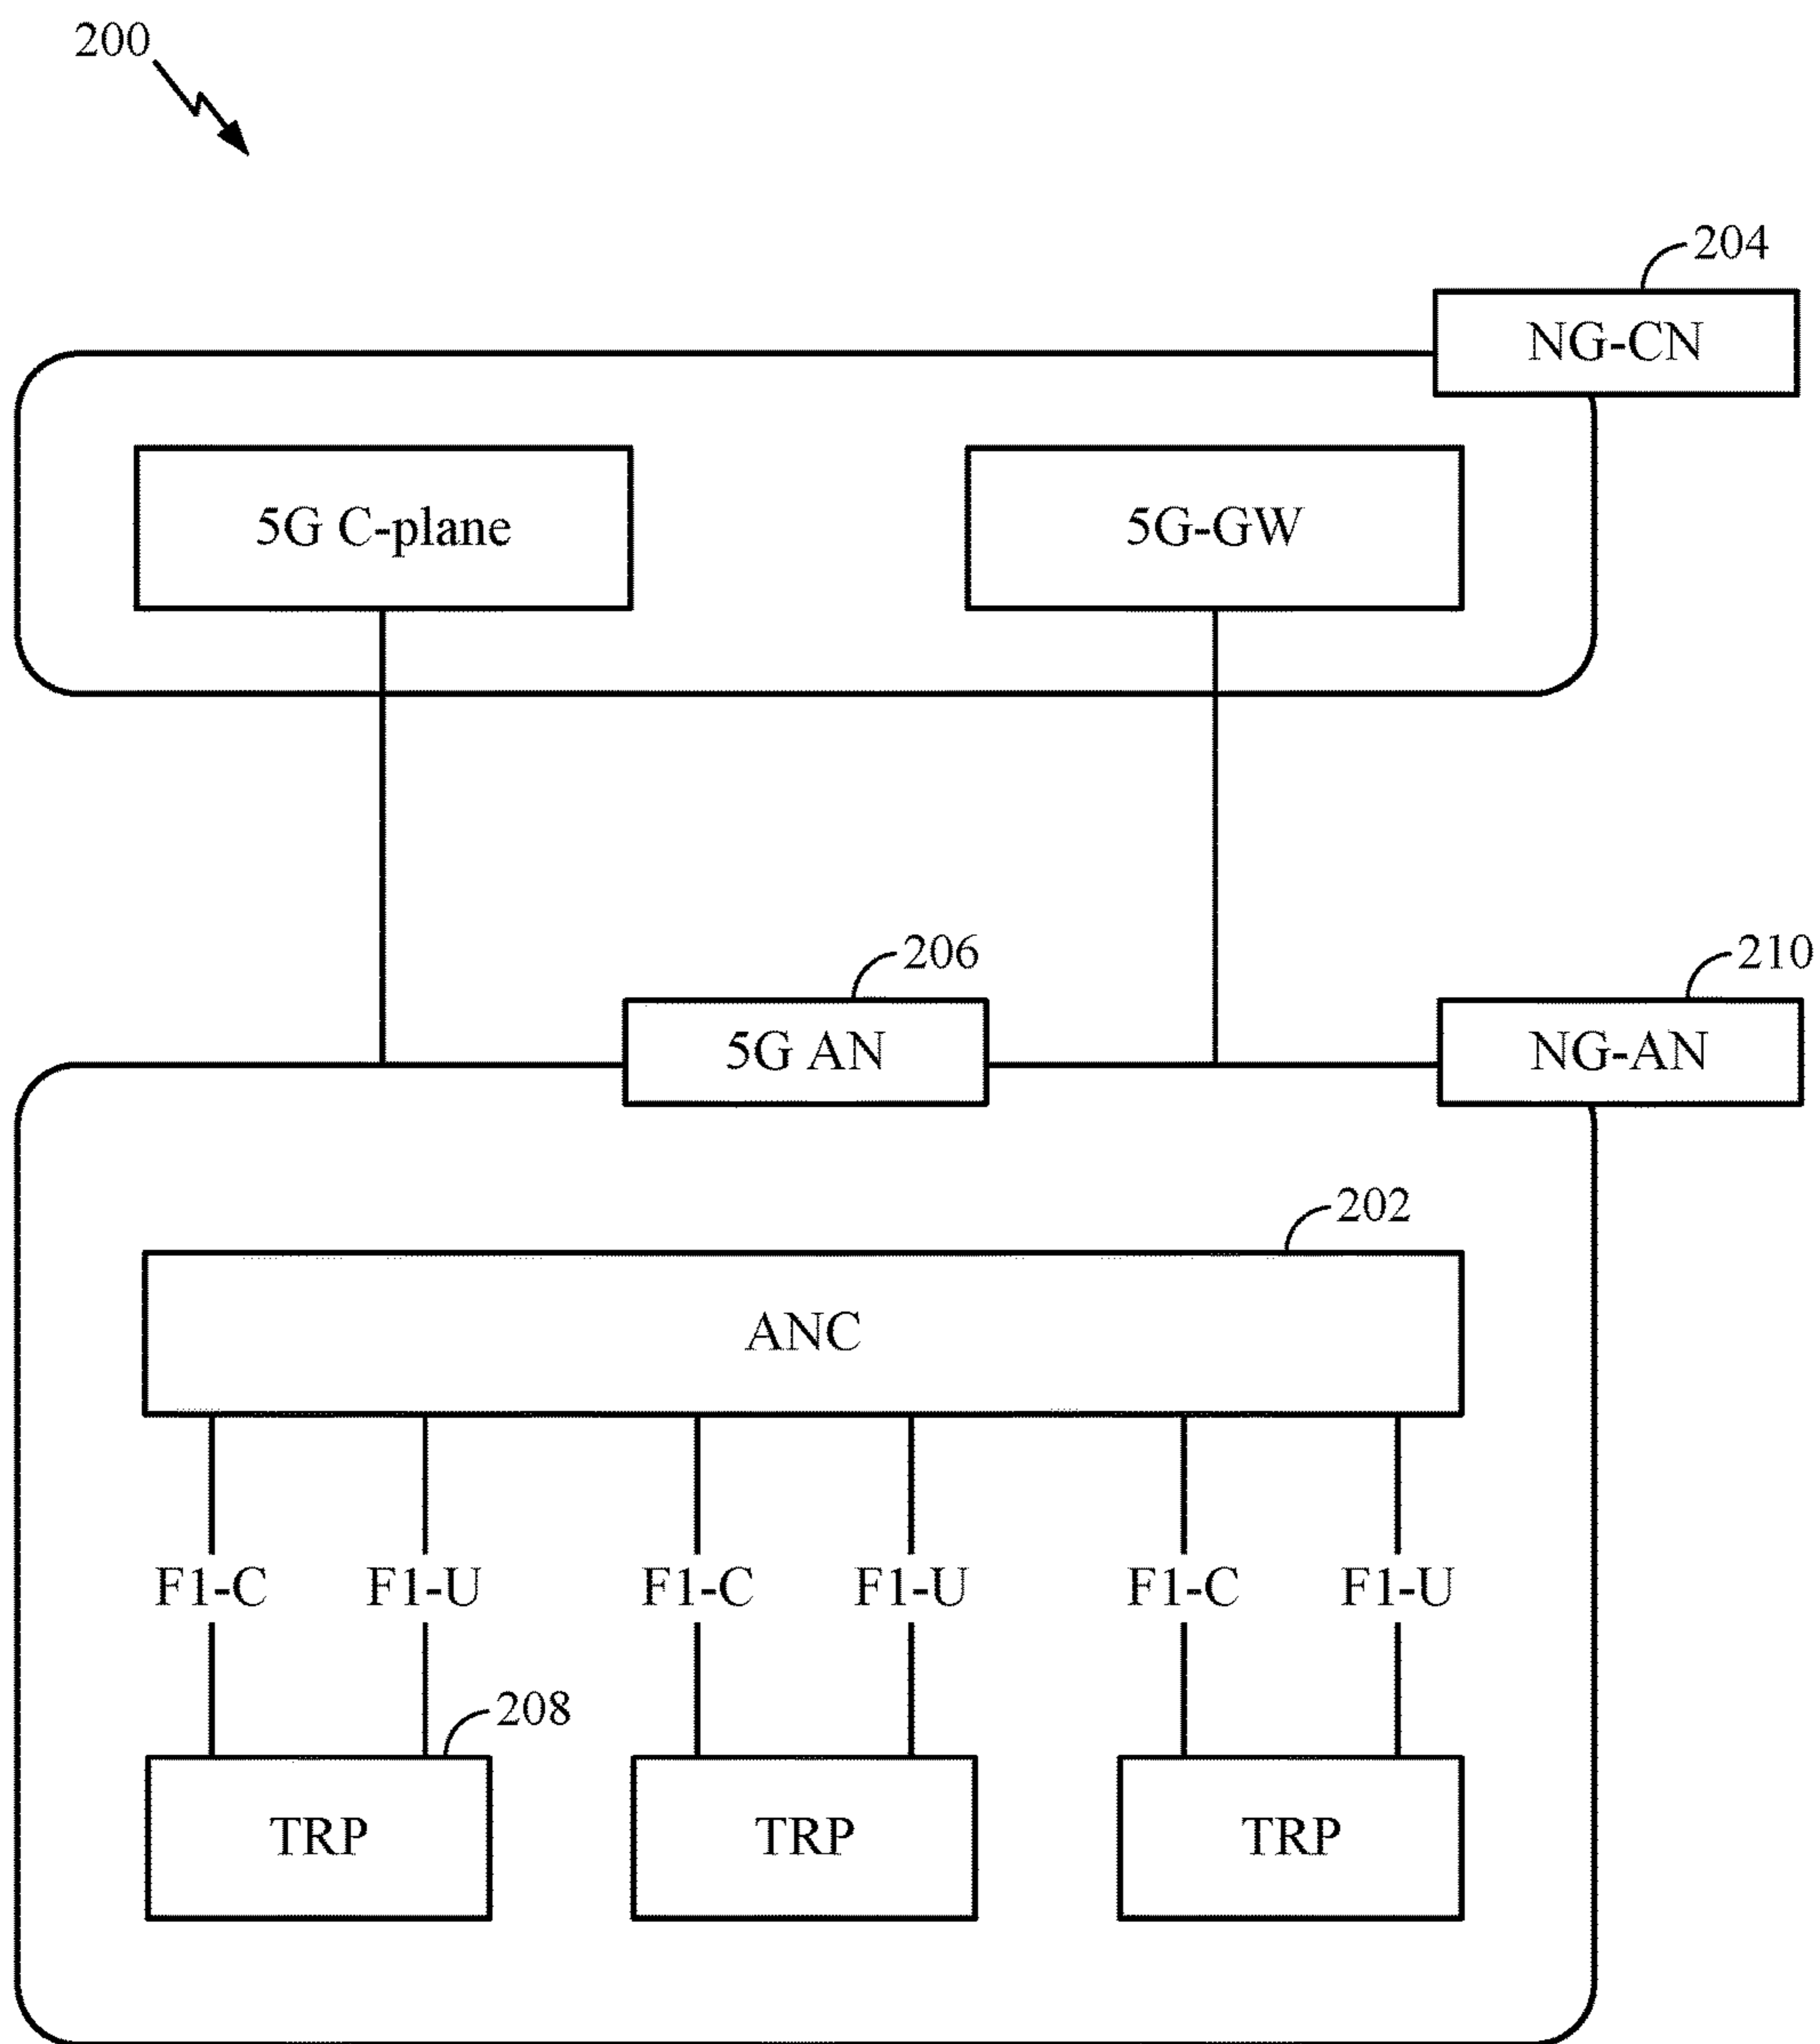 200
204
NG-CN
5G C-plane
5G-GW
206
210
5G AN
NG-AN
202
ANC
F1-C
F1-U
F1-C
F1-U
F1-C
F1-U
208
TRP
TRP
TRP